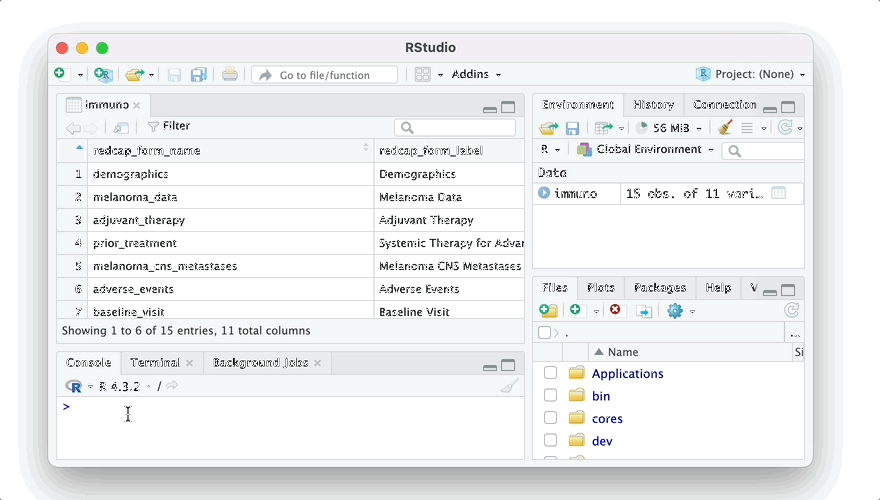 RStudio
Go to file/function
Addins
Project: (None)
immuno
Filter
redcap_form_name redcap_form_label
1 demographics Demographics
2 melanoma_data Melanoma Data
3 adjuvant_therapy Adjuvant Therapy
4 prior_treatment Systemic Therapy for Advar
5 melanoma_cns_metastases Melanoma CNS Metastases
6 adverse_events Adverse Events
7 baseline_visit Baseline Visit
Showing 1 to 6 of 15 entries, 11 total columns
Console Terminal Background Jobs
R 4.3.2 · /
>
Environment History Connection
56 MiB
R Global Environment
Data
immuno 15 obs. of 11 vari…
Files Plots Packages Help V
. ...
Name Si
Applications
bin
cores
dev